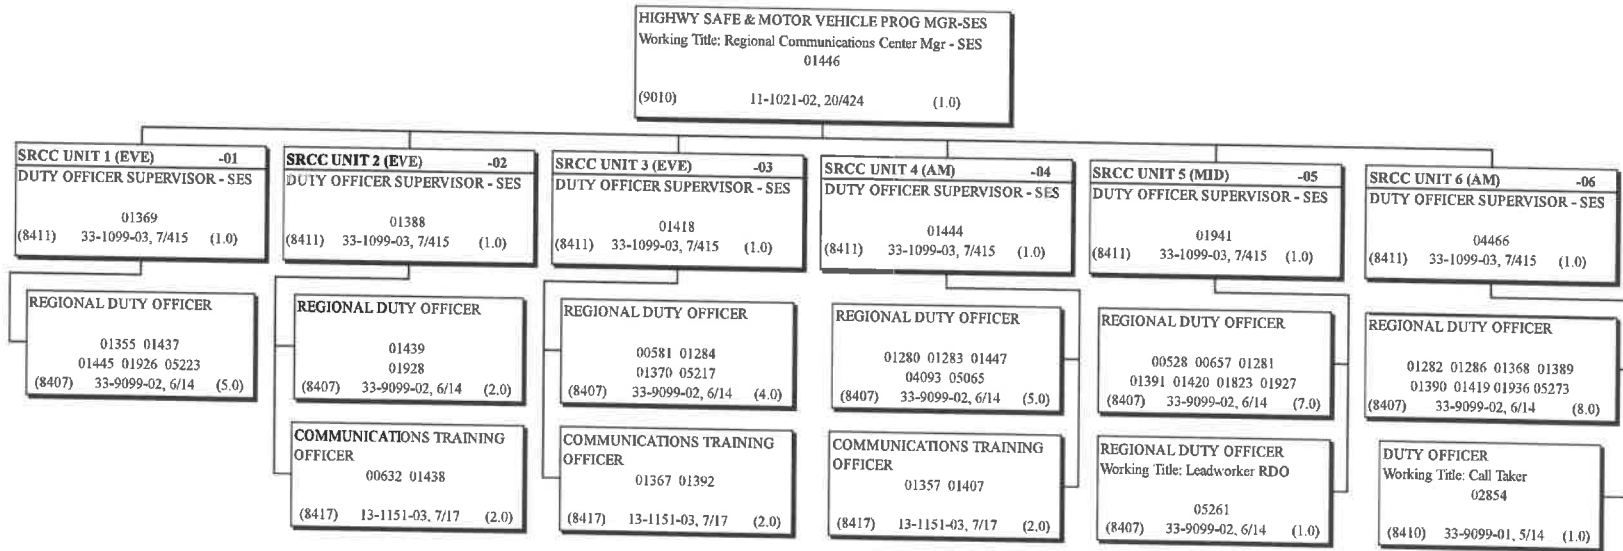 HIGHWY SAFE & MOTOR VEHICLE PROG MGR-SES
Working Title: Regional Communications Center Mgr - SES
01446
(9010) 11-1021-02, 20/424 (1.0)
SRCC UNIT 1 (EVE) -01
DUTY OFFICER SUPERVISOR - SES
01369
(8411) 33-1099-03, 7/415 (1.0)
REGIONAL DUTY OFFICER
01355 01437
01445 01926 05223
(8407) 33-9099-02, 6/14 (5.0)
SRCC UNIT 2 (EVE) -02
DUTY OFFICER SUPERVISOR - SES
01388
(8411) 33-1099-03, 7/415 (1.0)
REGIONAL DUTY OFFICER
01439
01928
(8407) 33-9099-02, 6/14 (2.0)
COMMUNICATIONS TRAINING
OFFICER
00632 01438
(8417) 13-1151-03, 7/17 (2.0)
SRCC UNIT 3 (EVE) -03
DUTY OFFICER SUPERVISOR - SES
01418
(8411) 33-1099-03, 7/415 (1.0)
REGIONAL DUTY OFFICER
00581 01284
01370 05217
(8407) 33-9099-02, 6/14 (4.0)
COMMUNICATIONS TRAINING
OFFICER
01367 01392
(8417) 13-1151-03, 7/17 (2.0)
SRCC UNIT 4 (AM) -04
DUTY OFFICER SUPERVISOR - SES
01444
(8411) 33-1099-03, 7/415 (1.0)
REGIONAL DUTY OFFICER
01280 01283 01447
04093 05065
(8407) 33-9099-02, 6/14 (5.0)
COMMUNICATIONS TRAINING
OFFICER
01357 01407
(8417) 13-1151-03, 7/17 (2.0)
SRCC UNIT 5 (MID) -05
DUTY OFFICER SUPERVISOR - SES
01941
(8411) 33-1099-03, 7/415 (1.0)
REGIONAL DUTY OFFICER
00528 00657 01281
01391 01420 01823 01927
(8407) 33-9099-02, 6/14 (7.0)
REGIONAL DUTY OFFICER
Working Title: Leadworker RDO
05261
(8407) 33-9099-02, 6/14 (1.0)
SRCC UNIT 6 (AM) -06
DUTY OFFICER SUPERVISOR - SES
04466
(8411) 33-1099-03, 7/415 (1.0)
REGIONAL DUTY OFFICER
01282 01286 01368 01389
01390 01419 01936 05273
(8407) 33-9099-02, 6/14 (8.0)
DUTY OFFICER
Working Title: Call Taker
02854
(8410) 33-9099-01, 5/14 (1.0)